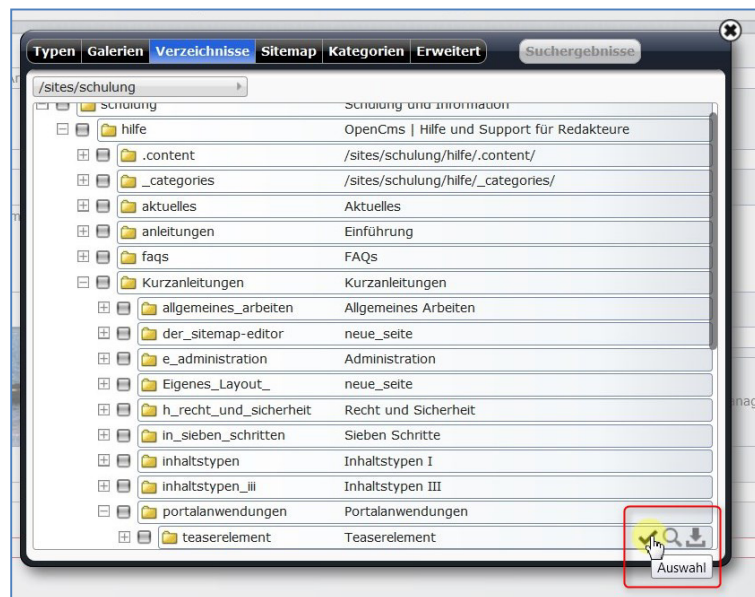 Typen Galerien Verzeichnisse Sitemap Kategorien Erweitert Suchergebnisse
/sites/schulung
schulung Schulung und Information
hilfe OpenCms | Hilfe und Support für Redakteure
.content /sites/schulung/hilfe/.content/
_categories /sites/schulung/hilfe/_categories/
aktuelles Aktuelles
anleitungen Einführung
faqs FAQs
Kurzanleitungen Kurzanleitungen
allgemeines_arbeiten Allgemeines Arbeiten
der_sitemap-editor neue_seite
e_administration Administration
Eigenes_Layout_ neue_seite
h_recht_und_sicherheit Recht und Sicherheit
in_sieben_schritten Sieben Schritte
inhaltstypen Inhaltstypen I
inhaltstypen_iii Inhaltstypen III
portalanwendungen Portalanwendungen
teaserelement Teaserelement
Auswahl